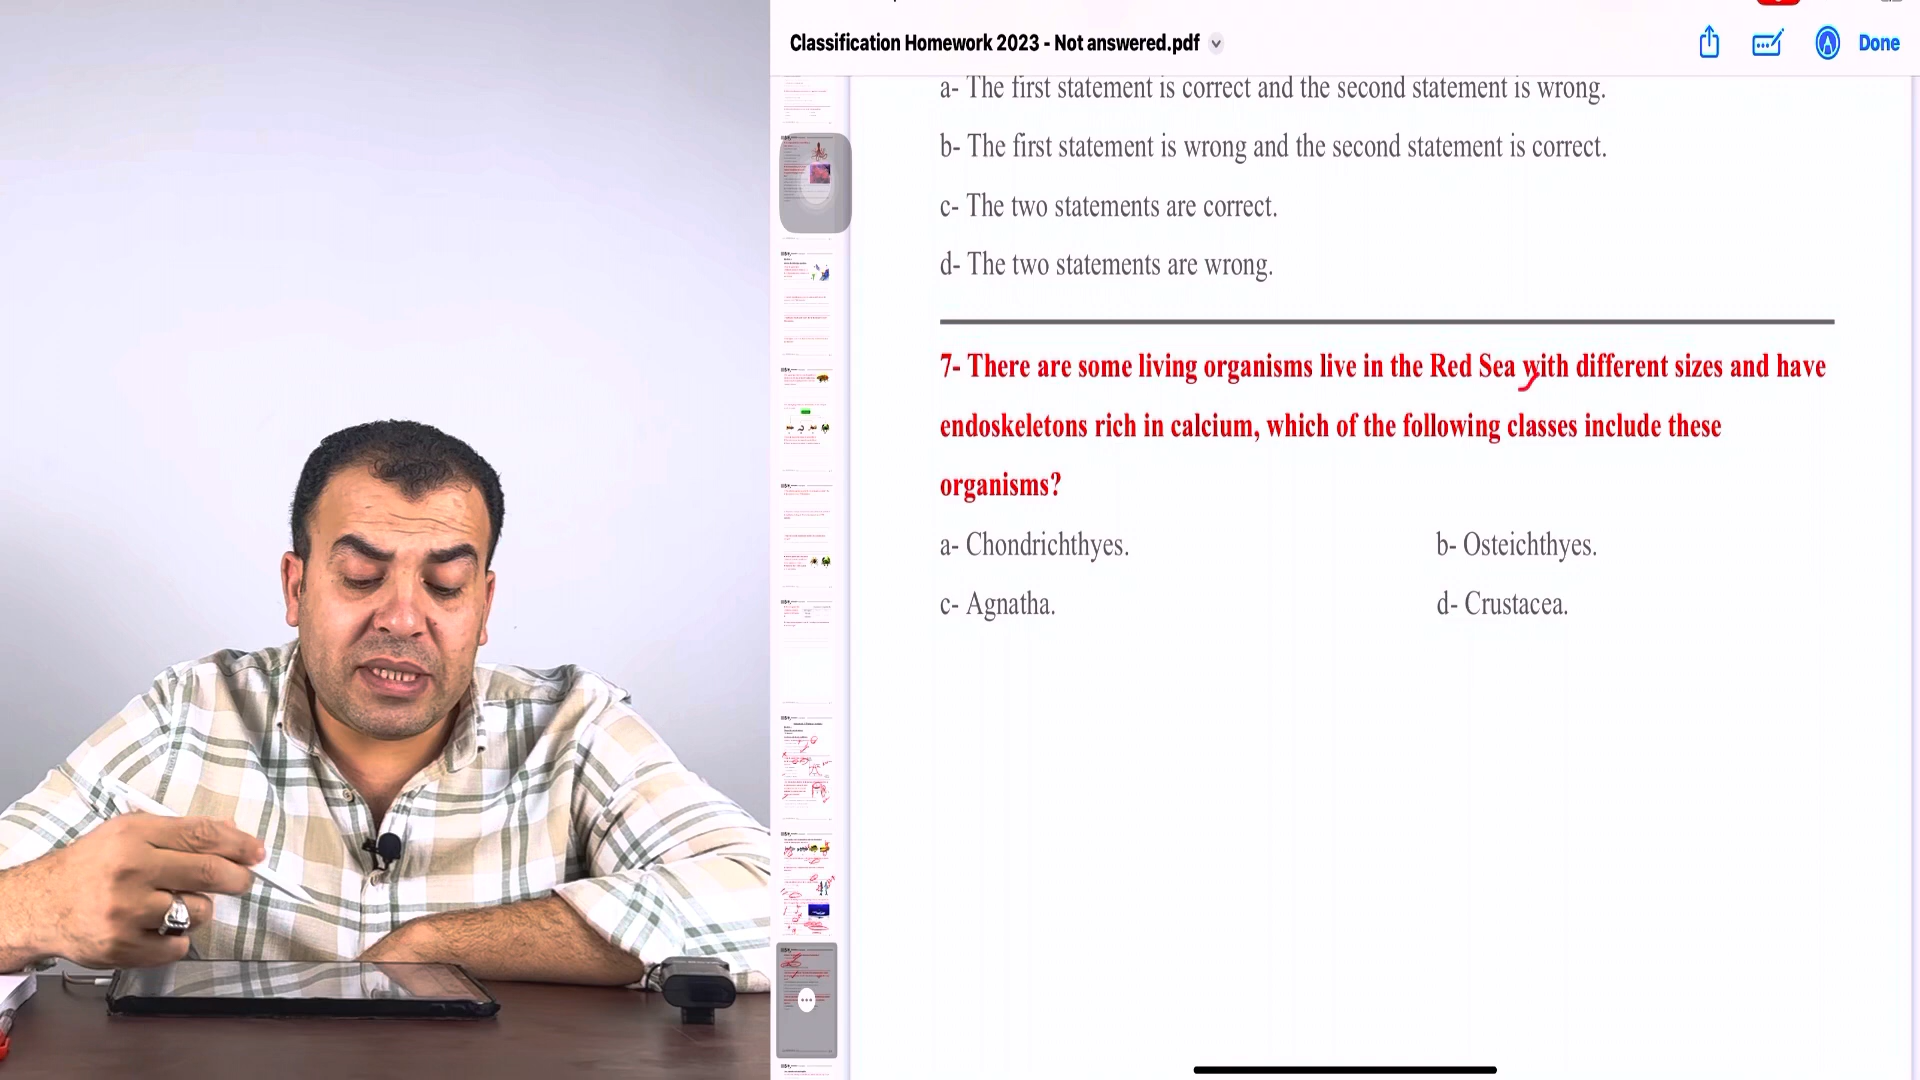 Classification Homework 2023 - Not answered.pdf
Done
a- The first statement is correct and the second statement is wrong.
b- The first statement is wrong and the second statement is correct.
c- The two statements are correct.
d- The two statements are wrong.
7- There are some living organisms live in the Red Sea with different sizes and have
endoskeletons rich in calcium, which of the following classes include these
organisms?
a- Chondrichthyes.
b- Osteichthyes.
c- Agnatha.
d- Crustacea.